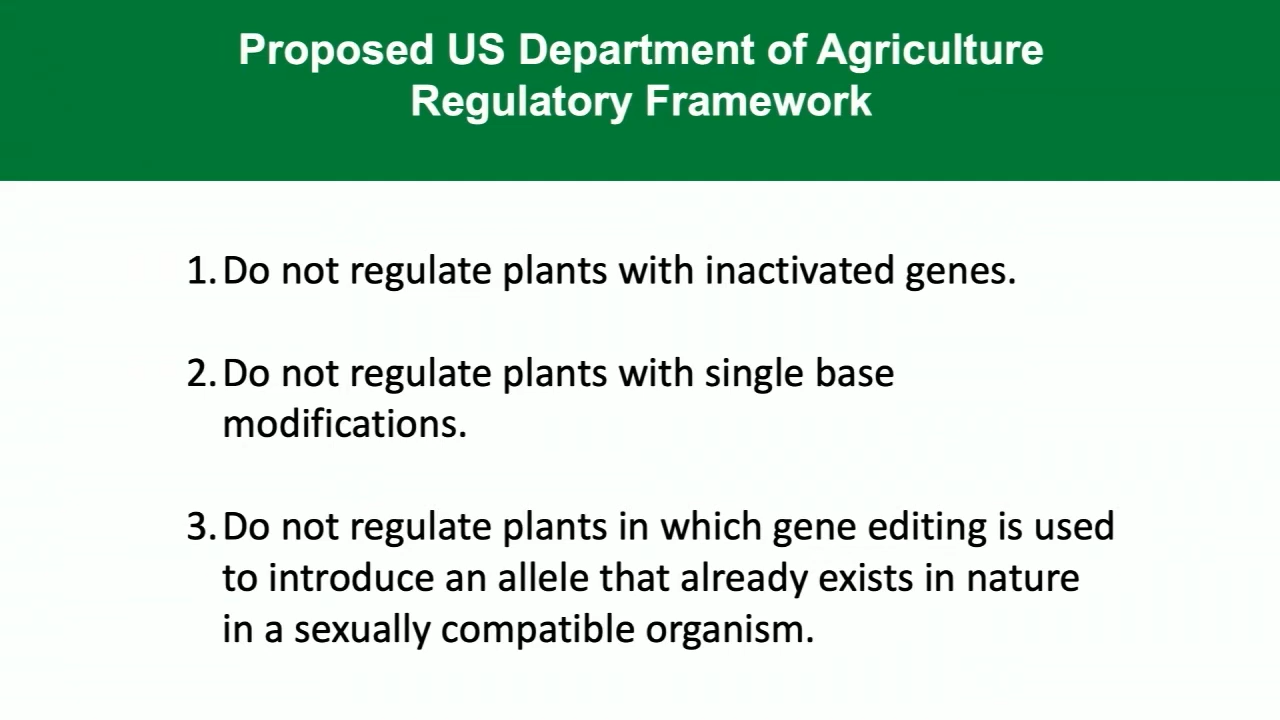 Proposed US Department of Agriculture
Regulatory Framework
1. Do not regulate plants with inactivated genes.
2. Do not regulate plants with single base
modifications.
3. Do not regulate plants in which gene editing is used
to introduce an allele that already exists in nature
in a sexually compatible organism.